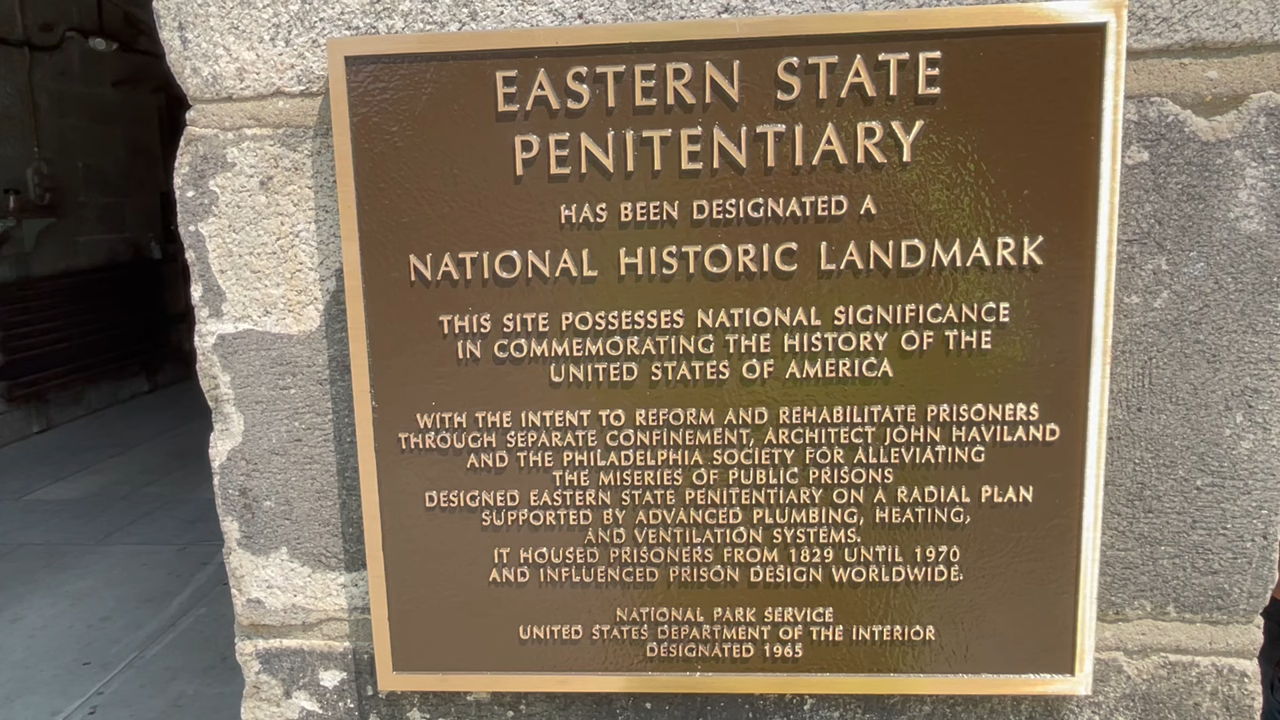 EASTERN STATE
PENITENTIARY
HAS BEEN DESIGNATED A
NATIONAL HISTORIC LANDMARK
THIS SITE POSSESSES NATIONAL SIGNIFICANCE
IN COMMEMORATING THE HISTORY OF THE
UNITED STATES OF AMERICA
WITH THE INTENT TO REFORM AND REHABILITATE PRISONERS
THROUGH SEPARATE CONFINEMENT, ARCHITECT JOHN HAVILAND
AND THE PHILADELPHIA SOCIETY FOR ALLEVIATING
THE MISERIES OF PUBLIC PRISONS
DESIGNED EASTERN STATE PENITENTIARY ON A RADIAL PLAN
SUPPORTED BY ADVANCED PLUMBING, HEATING,
AND VENTILATION SYSTEMS.
IT HOUSED PRISONERS FROM 1829 UNTIL 1970
AND INFLUENCED PRISON DESIGN WORLDWIDE.
NATIONAL PARK SERVICE
UNITED STATES DEPARTMENT OF THE INTERIOR
DESIGNATED 1965